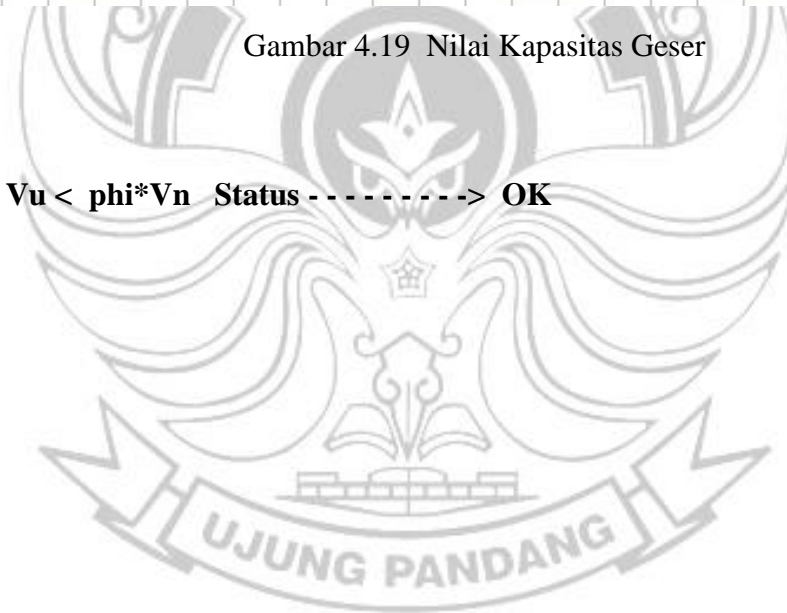 Gambar 4.19 Nilai Kapasitas Geser
Vu < phi*Vn Status - - - - - - - - -> OK
UJUNG PANDANG